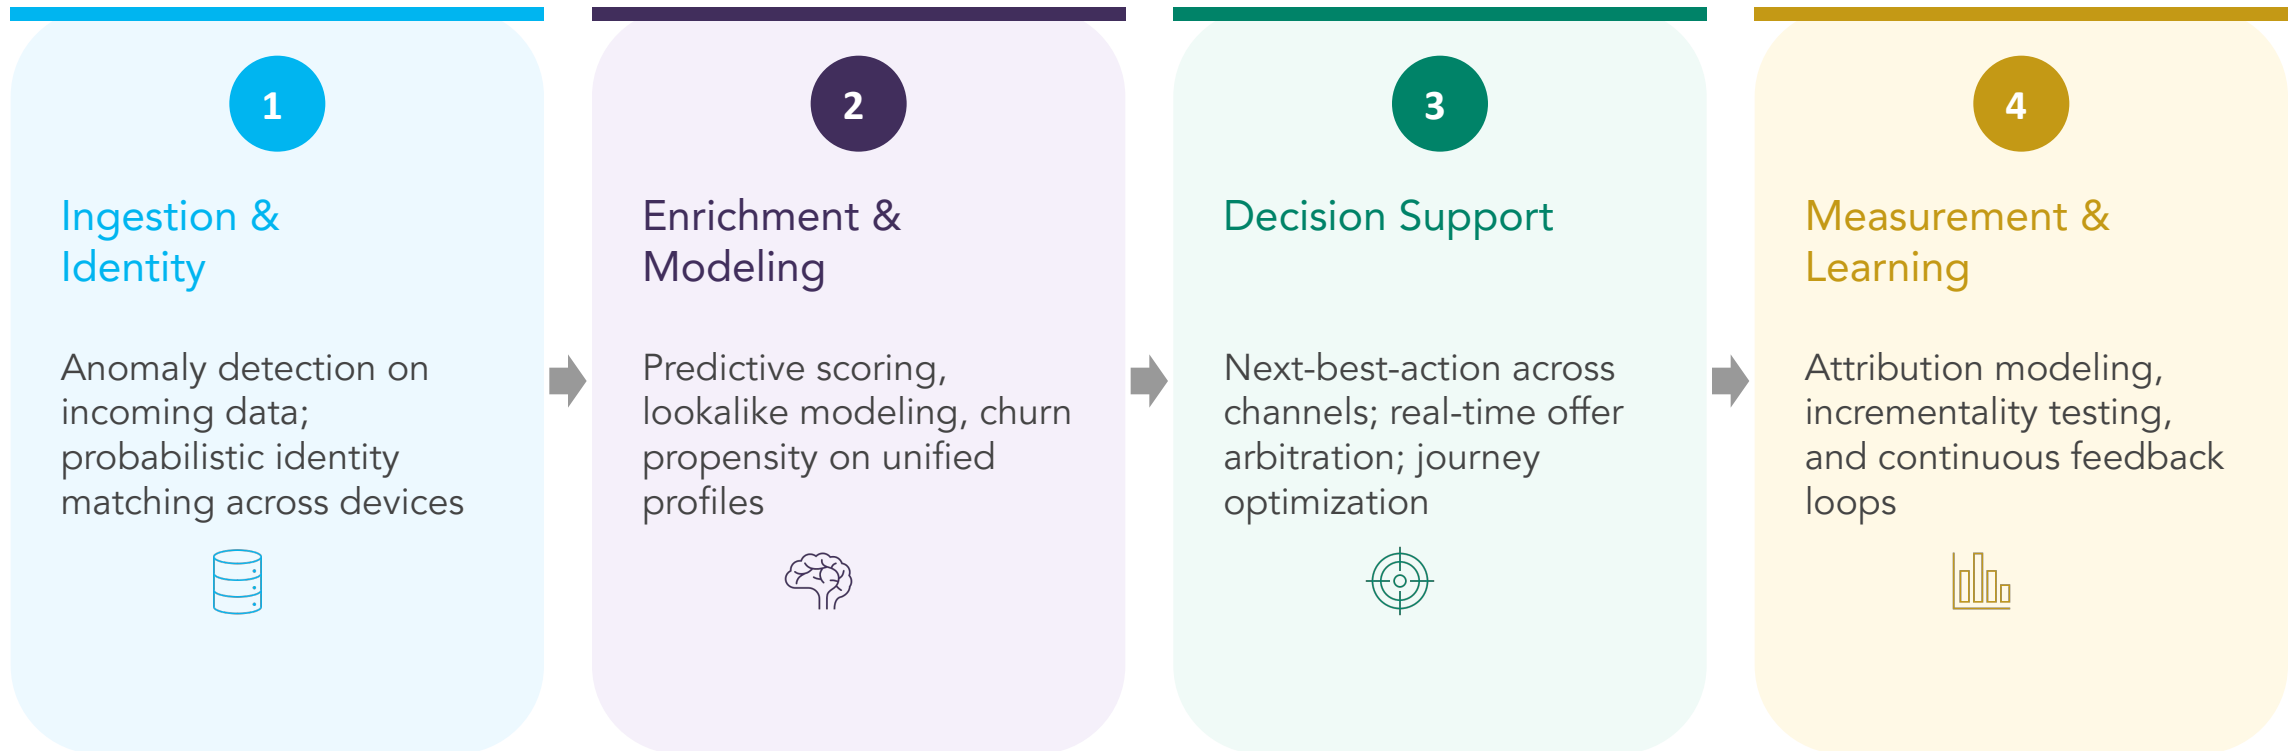 1
Ingestion &
Identity
Anomaly detection on
incoming data;
probabilistic identity
matching across devices
2
Enrichment &
Modeling
Predictive scoring,
lookalike modeling, churn
propensity on unified
profiles
3
Decision Support
Next-best-action across
channels; real-time offer
arbitration; journey
optimization
4
Measurement &
Learning
Attribution modeling,
incrementality testing,
and continuous feedback
loops